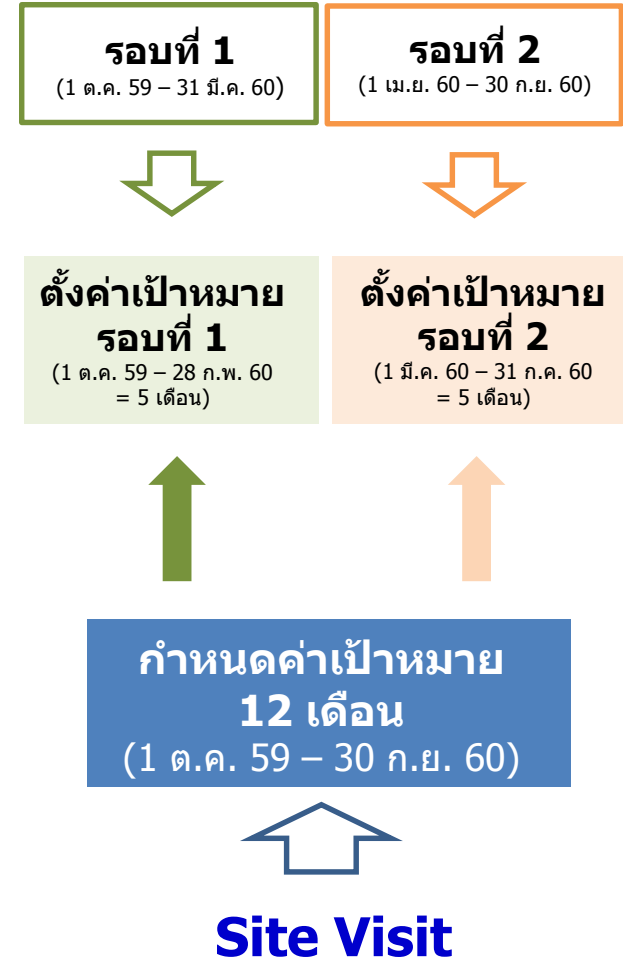 รอบที่ 1
(1 ต.ค. 59 – 31 มี.ค. 60)
รอบที่ 2
(1 เม.ย. 60 – 30 ก.ย. 60)
ตั้งค่าเป้าหมาย
รอบที่ 1
(1 ต.ค. 59 – 28 ก.พ. 60
= 5 เดือน)
ตั้งค่าเป้าหมาย
รอบที่ 2
(1 มี.ค. 60 – 31 ก.ค. 60
= 5 เดือน)
กำหนดค่าเป้าหมาย
12 เดือน
(1 ต.ค. 59 – 30 ก.ย. 60)
Site Visit